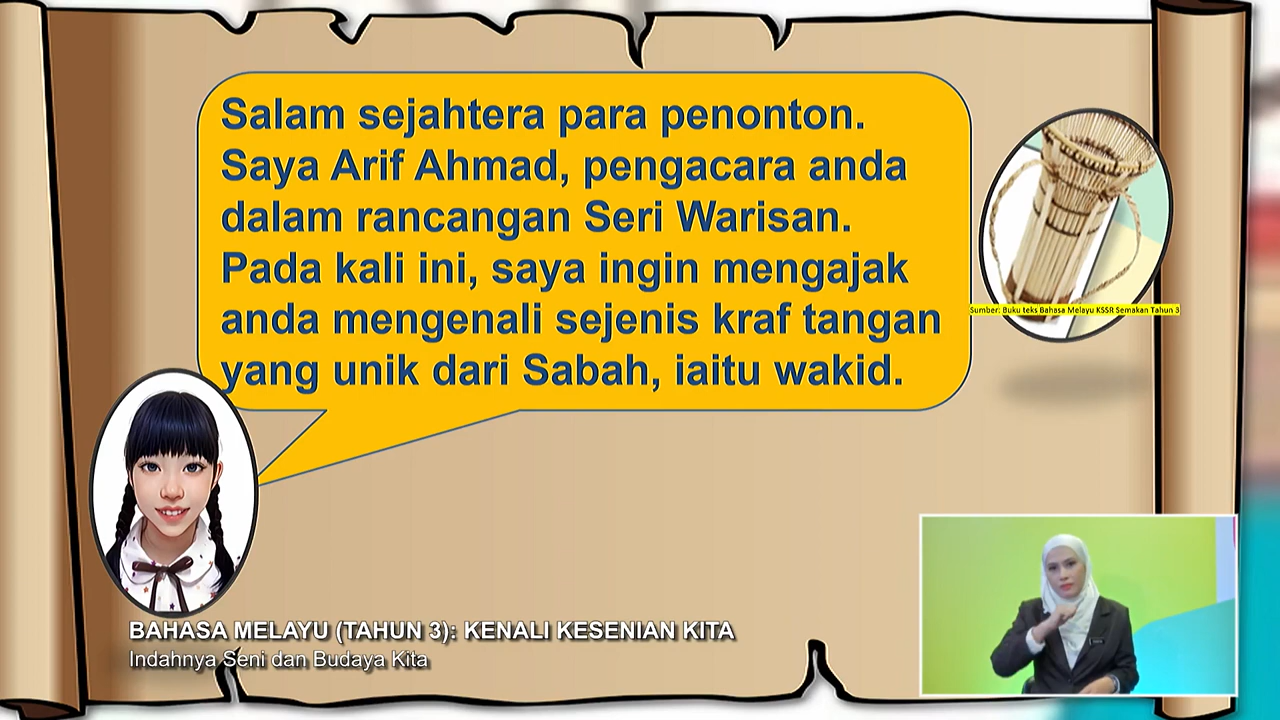 Salam sejahtera para penonton.
Saya Arif Ahmad, pengacara anda
dalam rancangan Seri Warisan.
Pada kali ini, saya ingin mengajak
anda mengenali sejenis kraf tangan
yang unik dari Sabah, iaitu wakid.
Sumber: Buku teks Bahasa Melayu KSSR Semakan Tahun 3
BAHASA MELAYU (TAHUN 3): KENALI KESENIAN KITA
Indahnya Seni dan Budaya Kita